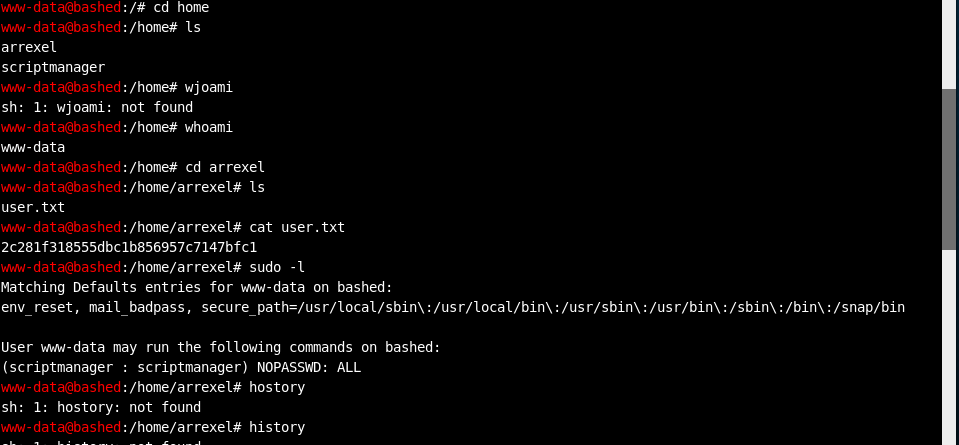 www-data@bashed:/# cd home
www-data@bashed:/home# ls
arrexel
scriptmanager
www-data@bashed:/home# wjoami
sh: 1: wjoami: not found
www-data@bashed:/home# whoami
www-data
www-data@bashed:/home# cd arrexel
www-data@bashed:/home/arrexel# ls
user.txt
www-data@bashed:/home/arrexel# cat user.txt
2c281f318555dbc1b856957c7147bfc1
www-data@bashed:/home/arrexel# sudo -l
Matching Defaults entries for www-data on bashed:
env_reset, mail_badpass, secure_path=/usr/local/sbin\:/usr/local/bin\:/usr/sbin\:/usr/bin\:/sbin\:/bin\:/snap/bin
User www-data may run the following commands on bashed:
(scriptmanager : scriptmanager) NOPASSWD: ALL
www-data@bashed:/home/arrexel# hostory
sh: 1: hostory: not found
www-data@bashed:/home/arrexel# history
sh: 1: history: not found